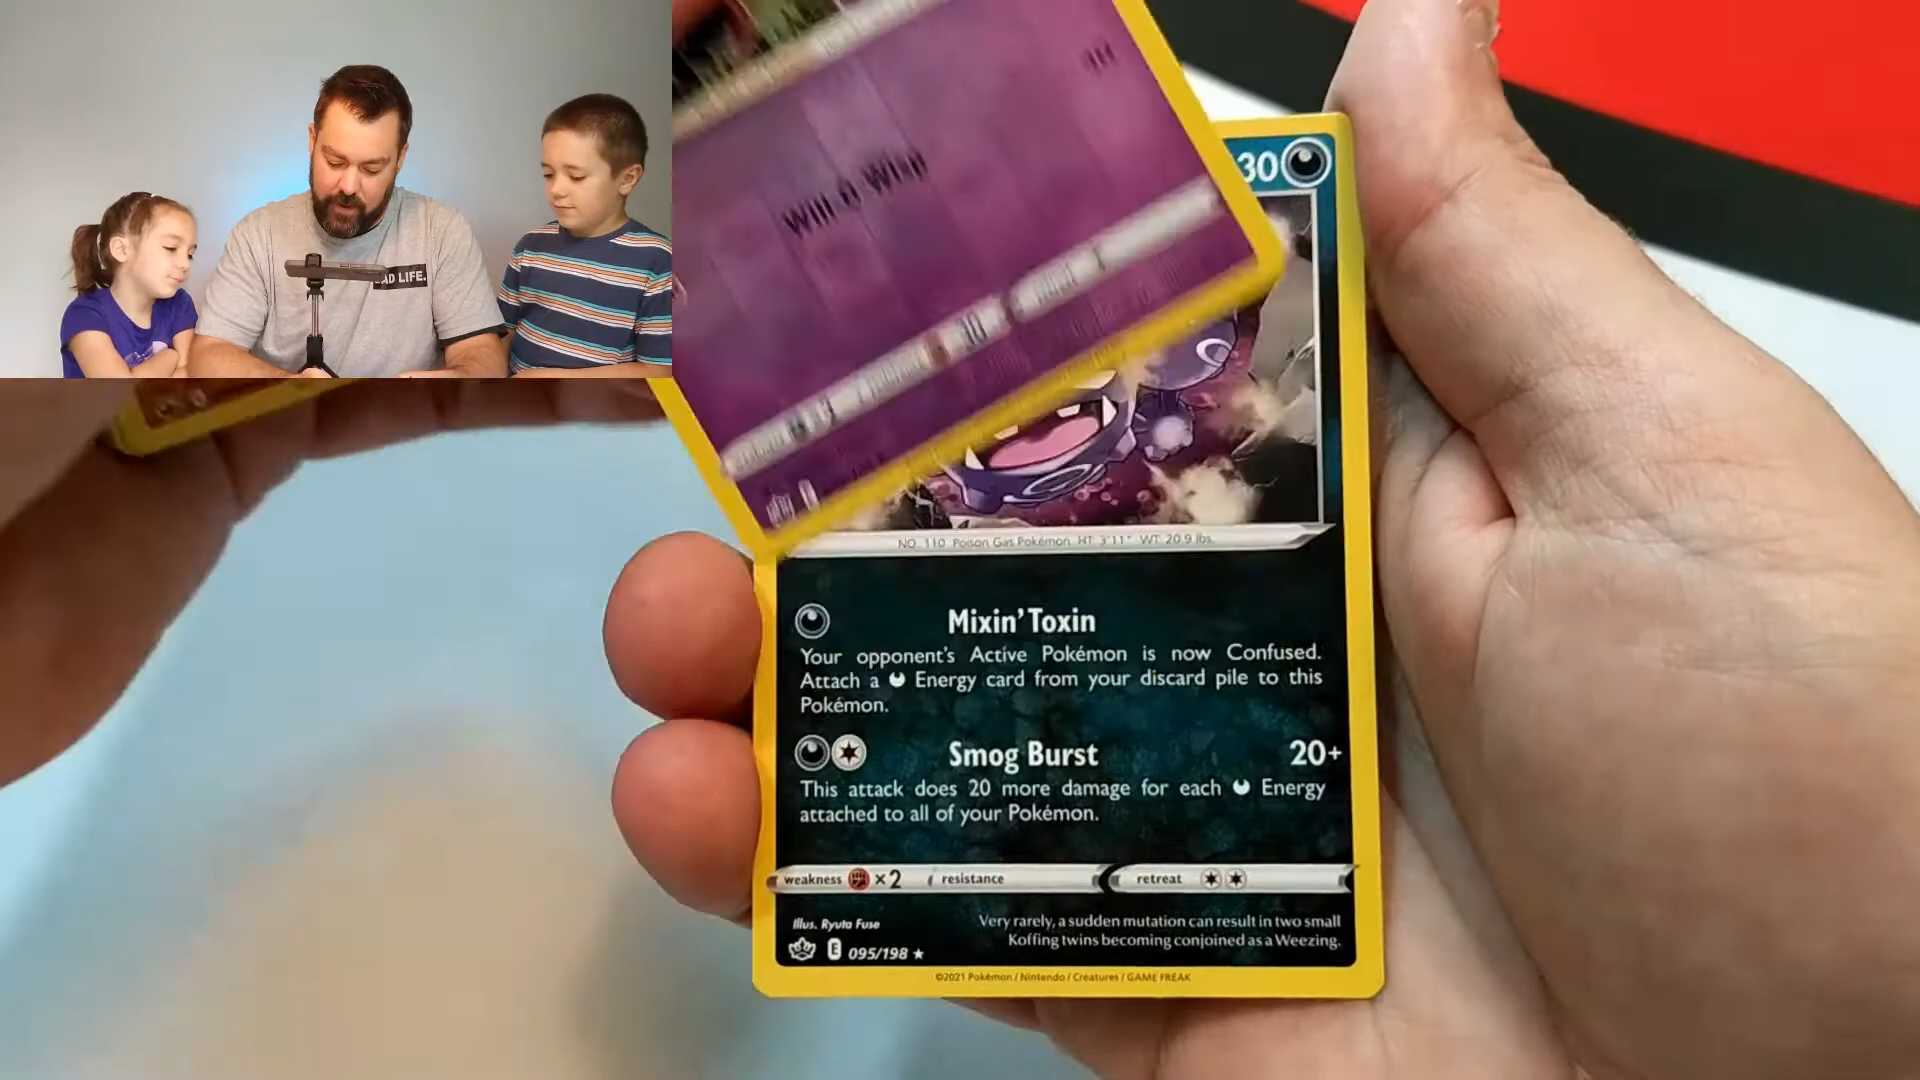 AD LIFE.
Will o Wisp
30
30
NO. 110 Poison Gas Pokémon HT: 3'11" WT: 20.9 lbs.
Mixin' Toxin
Your opponent's Active Pokémon is now Confused.
Attach a Energy card from your discard pile to this
Pokémon.
Smog Burst 20+
This attack does 20 more damage for each Energy
attached to all of your Pokémon.
weakness ×2 resistance retreat
Illus. Ryuta Fuse
Very rarely, a sudden mutation can result in two small
Koffing twins becoming conjoined as a Weezing.
E 095/198 ★
©2021 Pokémon / Nintendo / Creatures / GAME FREAK